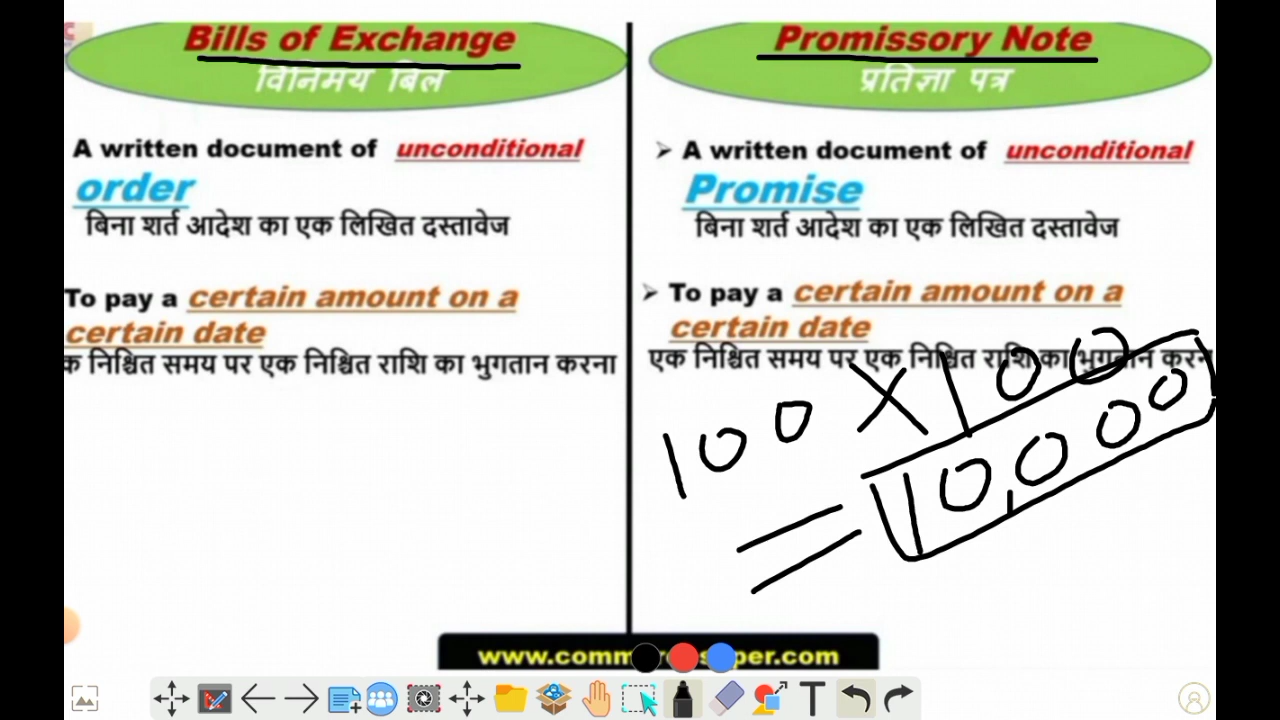 Bills of Exchange
विनिमय बिल
A written document of unconditional
order
बिना शर्त आदेश का एक लिखित दस्तावेज
To pay a certain amount on a
certain date
क निश्चित समय पर एक निश्चित राशि का भुगतान करना
Promissory Note
प्रतिज्ञा पत्र
➤ A written document of unconditional
Promise
बिना शर्त आदेश का एक लिखित दस्तावेज
➤ To pay a certain amount on a
certain date
एक निश्चित समय पर एक निश्चित राशि का भुगतान करन
100 X 100
= 10,000